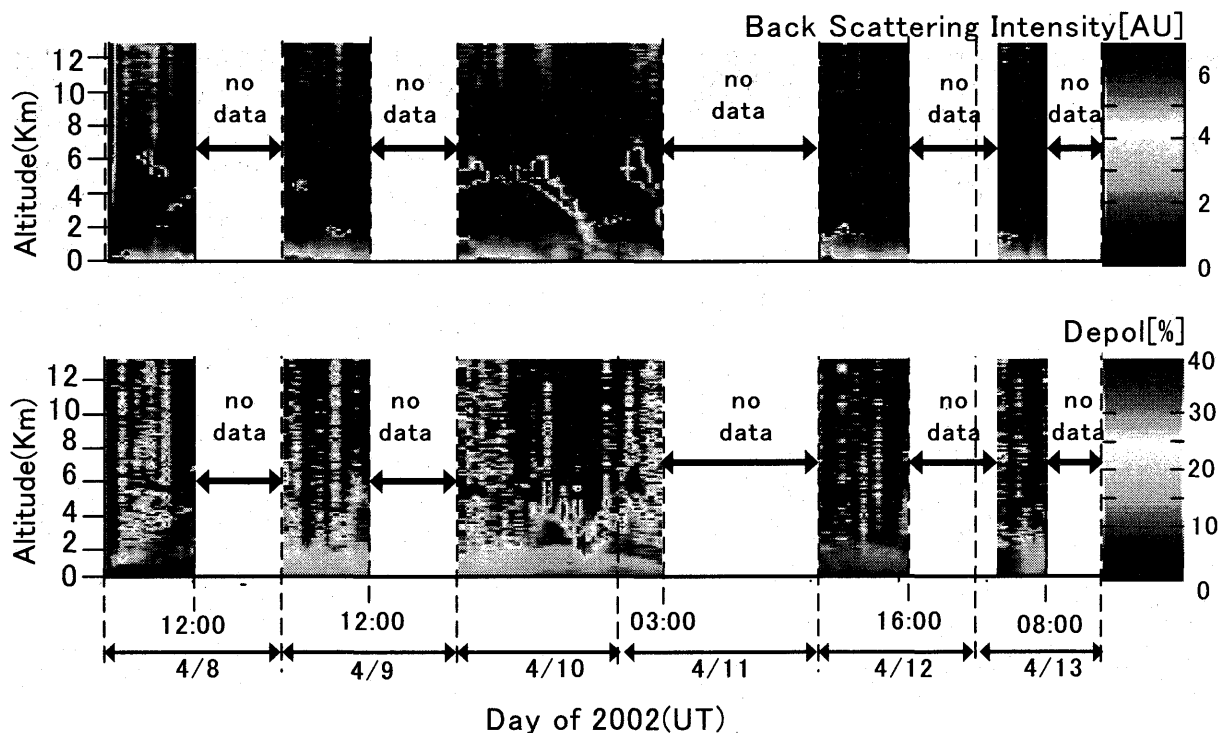 Back Scattering Intensity[AU]
Altitude(Km)
12
10
8
6
4
2
0
no data
no data
no data
no data
no data
6
4
2
0
Depol[%]
Altitude(Km)
12
10
8
6
4
2
0
no data
no data
no data
no data
no data
40
30
20
10
0
12:00
12:00
03:00
16:00
08:00
4/8
4/9
4/10
4/11
4/12
4/13
Day of 2002(UT)